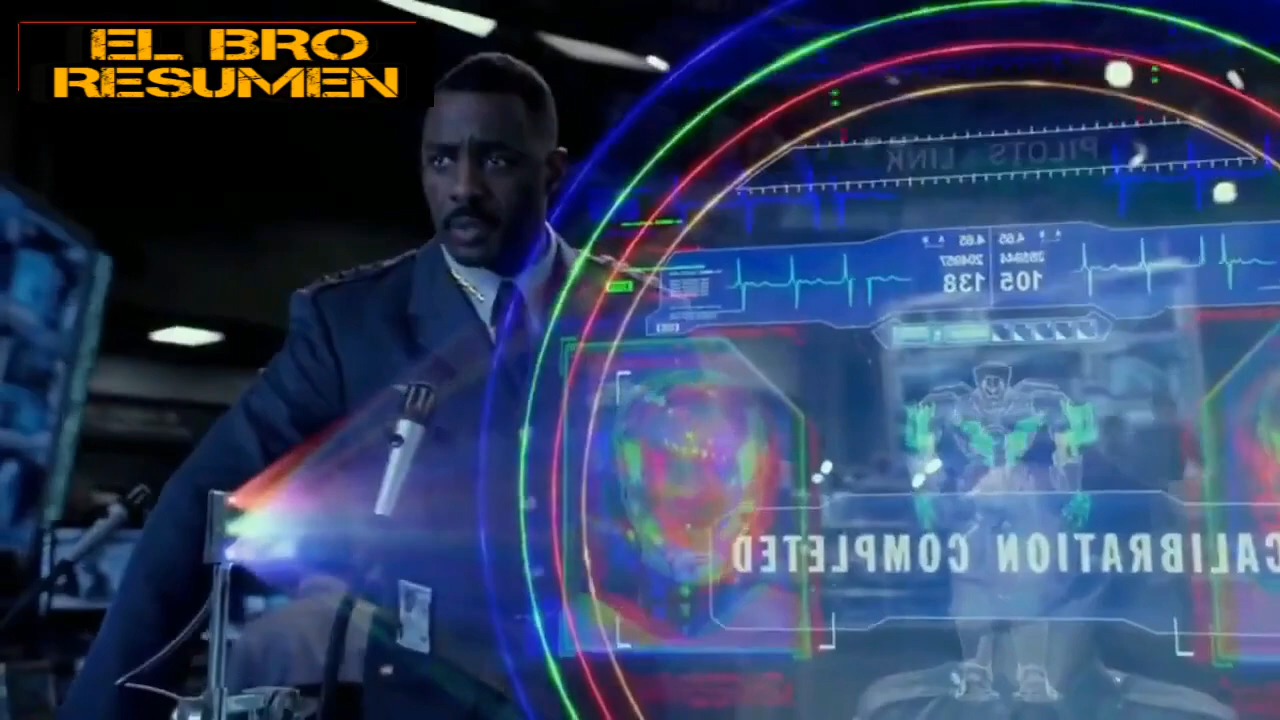 EL BRO
RESUMEN
PILOTS LINK
4.65 4.65
105 138
CALIBRATION COMPLETED